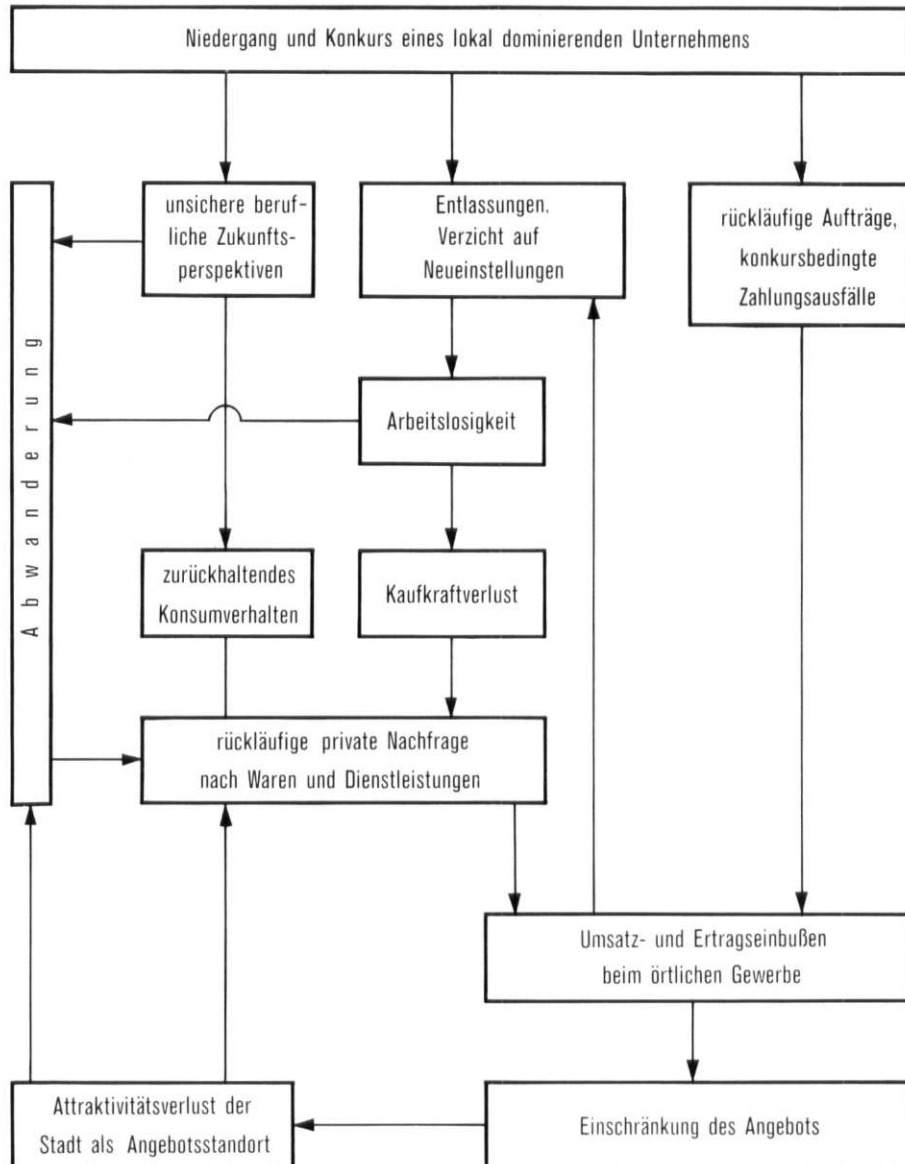 Niedergang und Konkurs eines lokal dominierenden Unternehmens
unsichere beruf-
liche Zukunfts-
perspektiven
Entlassungen,
Verzicht auf
Neueinstellungen
rückläufige Aufträge,
konkursbedingte
Zahlungsausfälle
Abwanderung
Arbeitslosigkeit
zurückhaltendes
Konsumverhalten
Kaufkraftverlust
rückläufige private Nachfrage
nach Waren und Dienstleistungen
Umsatz- und Ertragseinbußen
beim örtlichen Gewerbe
Attraktivitätsverlust der
Stadt als Angebotsstandort
Einschränkung des Angebots